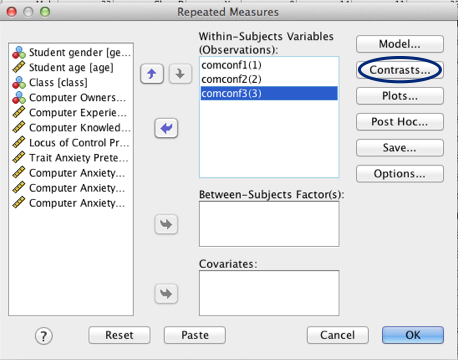 Repeated Measures
Student gender [ge...
Student age [age]
Class [class]
Computer Owners...
Computer Experie...
Computer Knowled...
Locus of Control Pr...
Trait Anxiety Prete...
Computer Anxiety...
Computer Anxiety...
Computer Anxiety...
Within-Subjects Variables
(Observations):
comconf1(1)
comconf2(2)
comconf3(3)
Between-Subjects Factor(s):
Covariates:
Model...
Contrasts...
Plots...
Post Hoc...
Save...
Options...
?
Reset
Paste
Cancel
OK